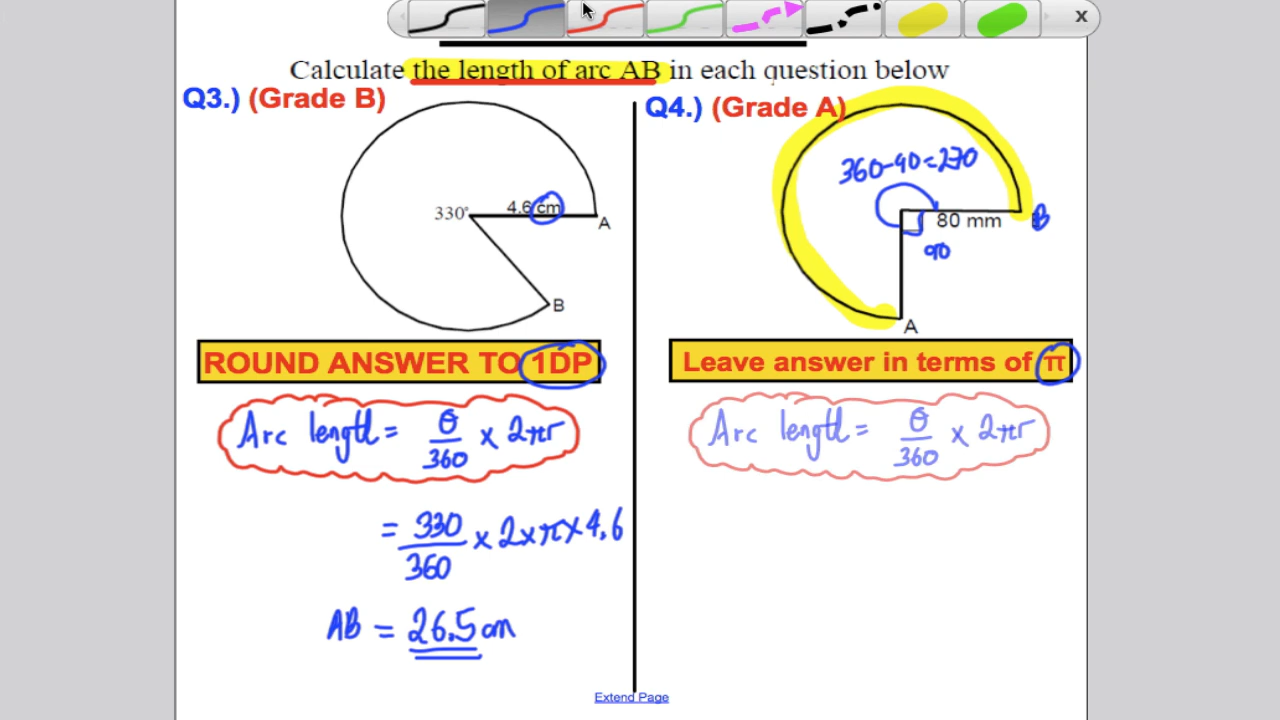 x
Calculate the length of arc AB in each question below
Q3.) (Grade B)
330°
4.6 cm
A
B
ROUND ANSWER TO 1DP
Arc length = θ/360 × 2πr
= 330/360 × 2 × π × 4.6
AB = 26.5 cm
Q4.) (Grade A)
360-90=270
80 mm
B
90
A
Leave answer in terms of π
Arc length = θ/360 × 2πr
Extend Page